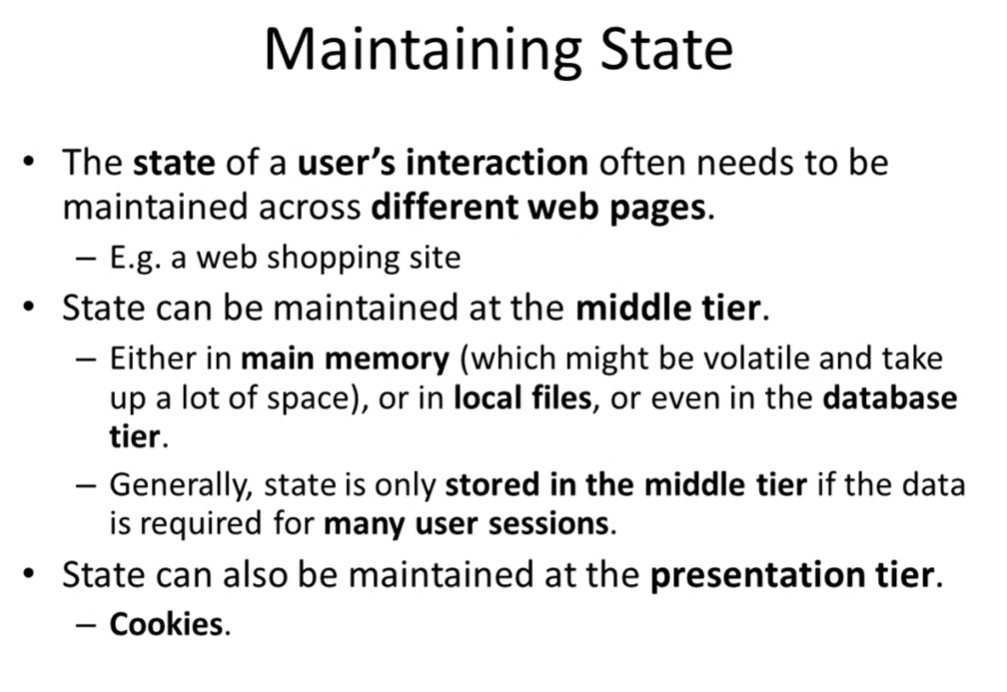 Maintaining State
• The state of a user’s interaction often needs to be
maintained across different web pages.
– E.g. a web shopping site
• State can be maintained at the middle tier.
– Either in main memory (which might be volatile and take
up a lot of space), or in local files, or even in the database
tier.
– Generally, state is only stored in the middle tier if the data
is required for many user sessions.
• State can also be maintained at the presentation tier.
– Cookies.